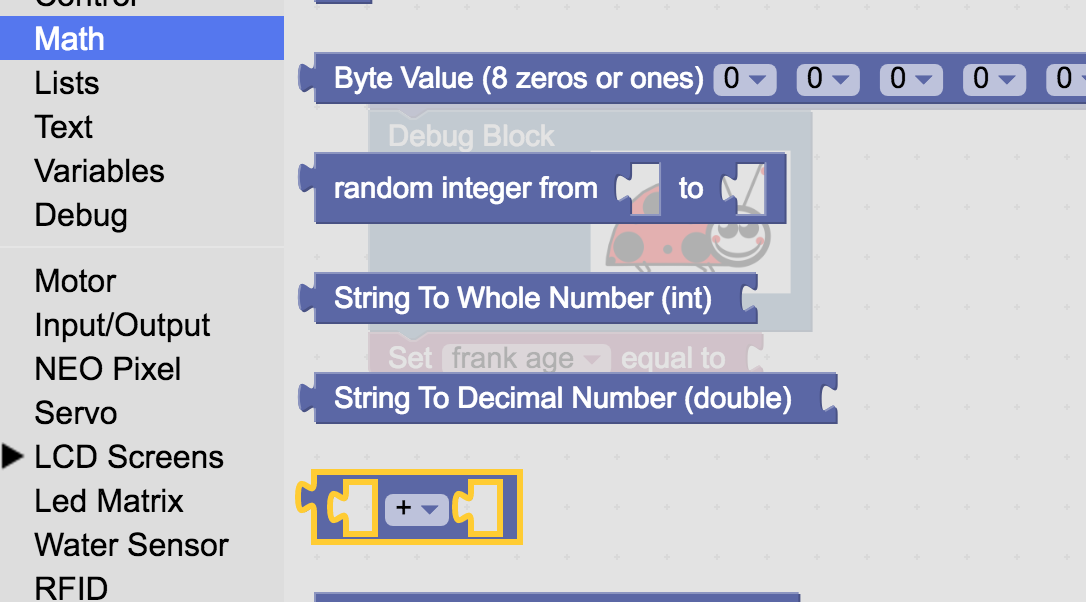 Control
Math
Lists
Text
Variables
Debug
Motor
Input/Output
NEO Pixel
Servo
LCD Screens
Led Matrix
Water Sensor
RFID
Byte Value (8 zeros or ones) 0 0 0 0 0
Debug Block
random integer from to
String To Whole Number (int)
Set frank age equal to
String To Decimal Number (double)
+